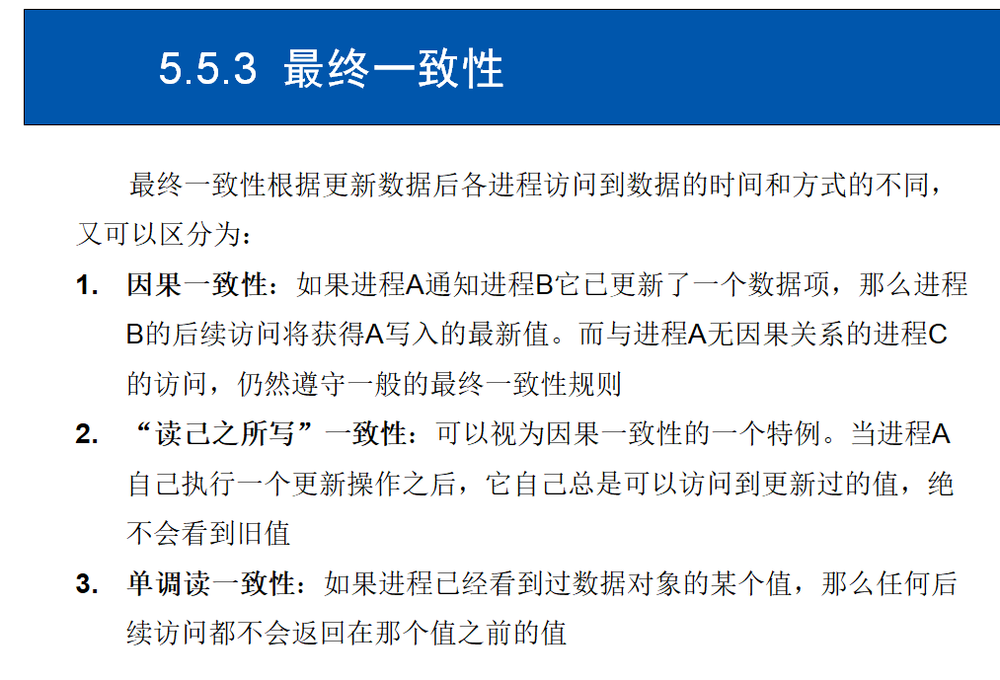 5.5.3 最终一致性
最终一致性根据更新数据后各进程访问到数据的时间和方式的不同，
又可以区分为：
1. 因果一致性：如果进程A通知进程B它已更新了一个数据项，那么进程
B的后续访问将获得A写入的最新值。而与进程A无因果关系的进程C
的访问，仍然遵守一般的最终一致性规则
2. “读己之所写”一致性：可以视为因果一致性的一个特例。当进程A
自己执行一个更新操作之后，它自己总是可以访问到更新过的值，绝
不会看到旧值
3. 单调读一致性：如果进程已经看到过数据对象的某个值，那么任何后
续访问都不会返回在那个值之前的值